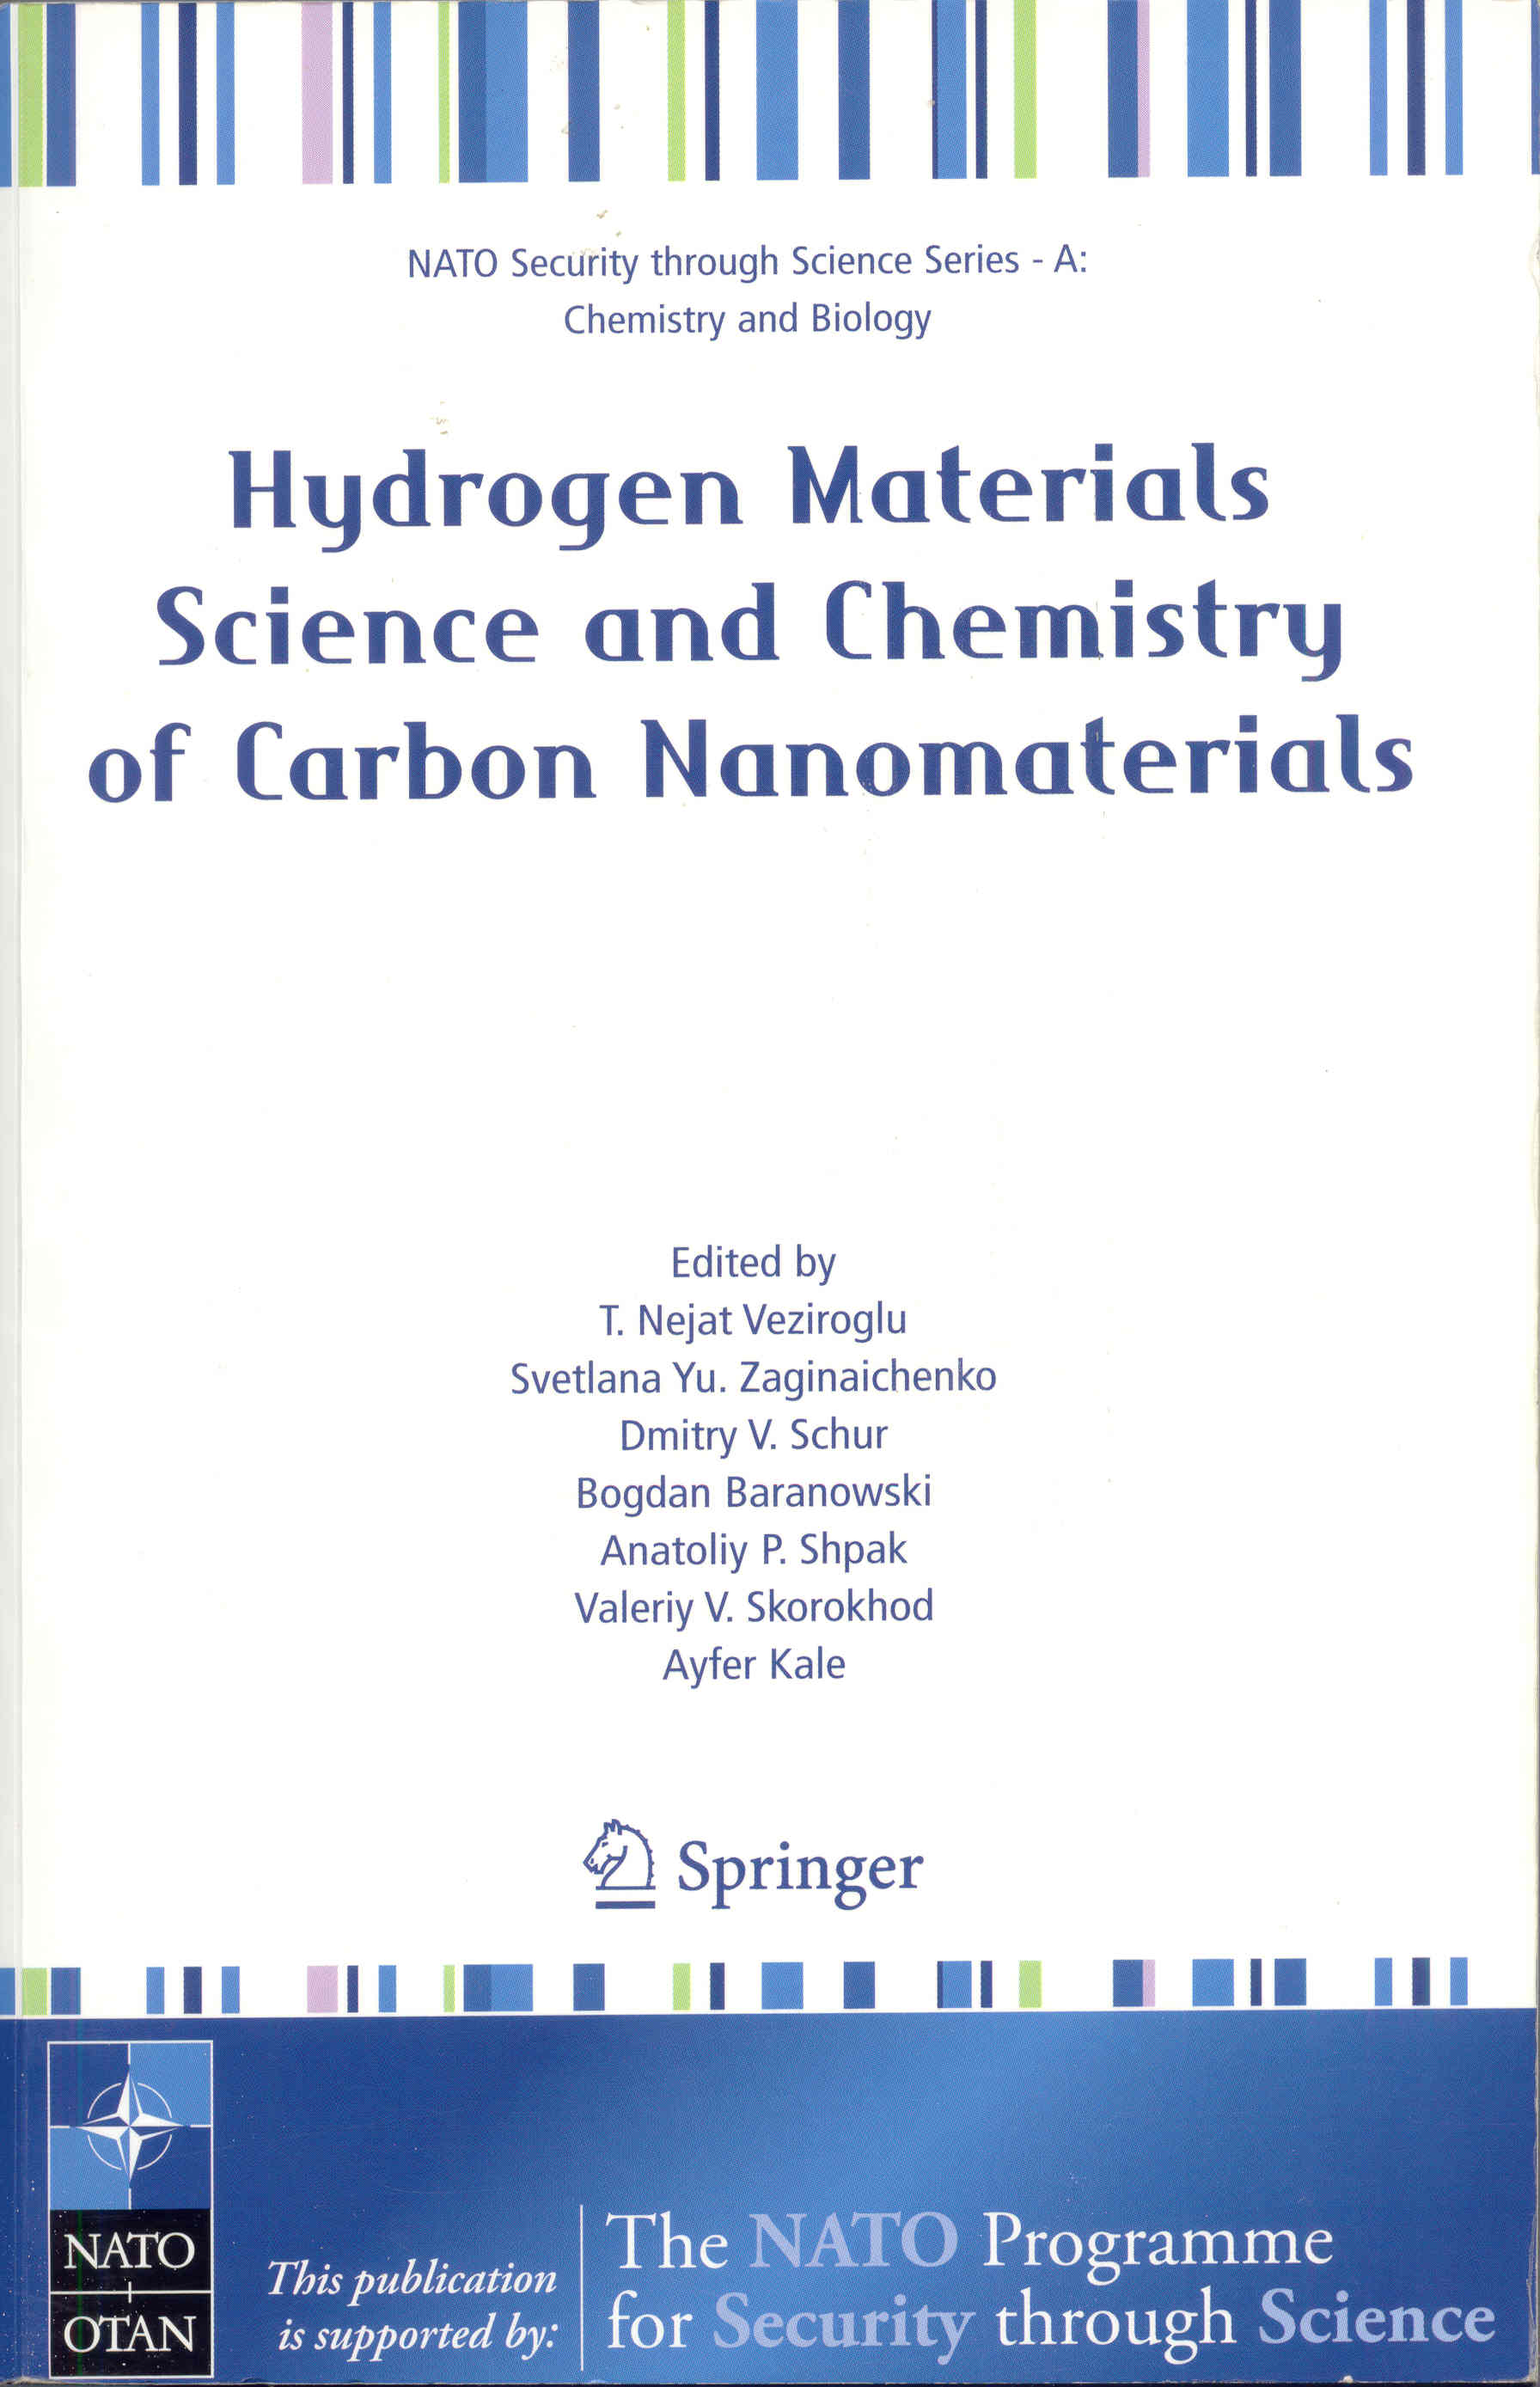 NATO Security through Science Series - A:
Chemistry and Biology
Hydrogen Materials
Science and Chemistry
of Carbon Nanomaterials
Edited by
T. Nejat Veziroglu
Svetlana Yu. Zaginaichenko
Dmitry V. Schur
Bogdan Baranowski
Anatoliy P. Shpak
Valeriy V. Skorokhod
Ayfer Kale
Springer
NATO
OTAN
This publication
is supported by:
The NATO Programme
for Security through Science